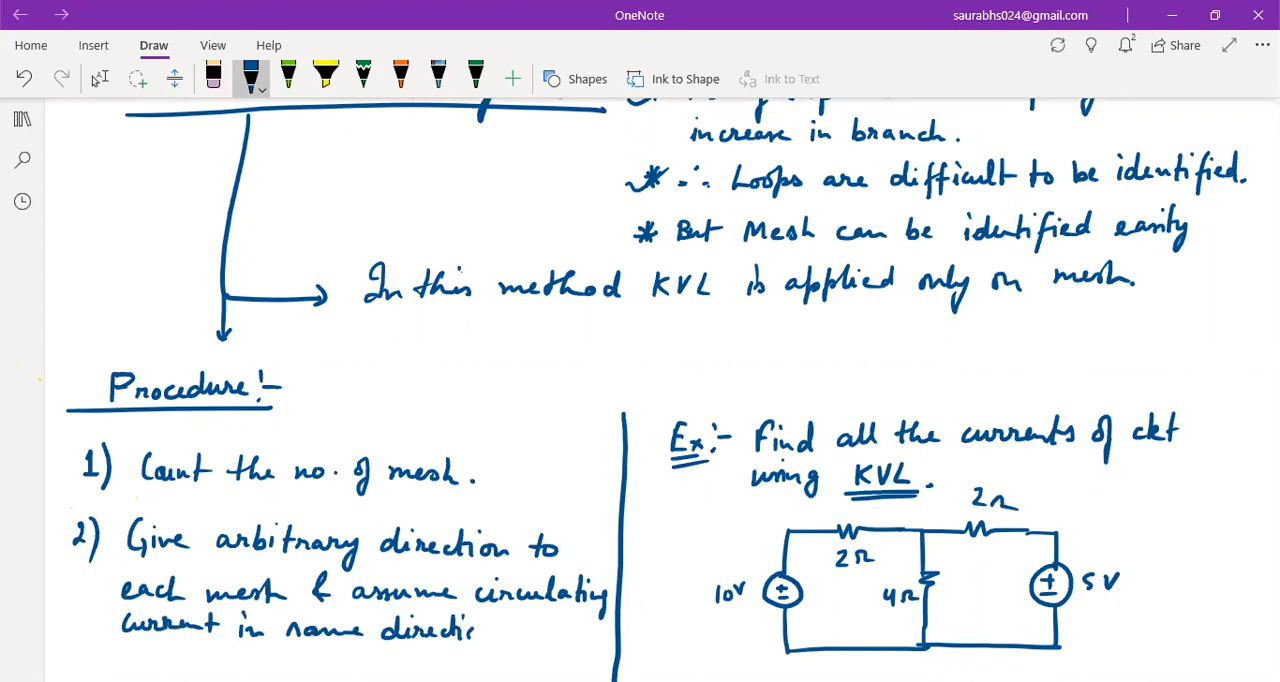 OneNote
saurabhs024@gmail.com
Home Insert Draw View Help
2
Share
Shapes
Ink to Shape
Ink to Text
increase in branch.
* ∴ Loops are difficult to be identified.
* But Mesh can be identified easily
In this method KVL is applied only on mesh.
Procedure:-
1) Count the no. of mesh.
2) Give arbitrary direction to
each mesh & assume circulating
current in same directic
Ex:- Find all the currents of ckt
using KVL.
2Ω
2Ω
10V
4Ω
5V